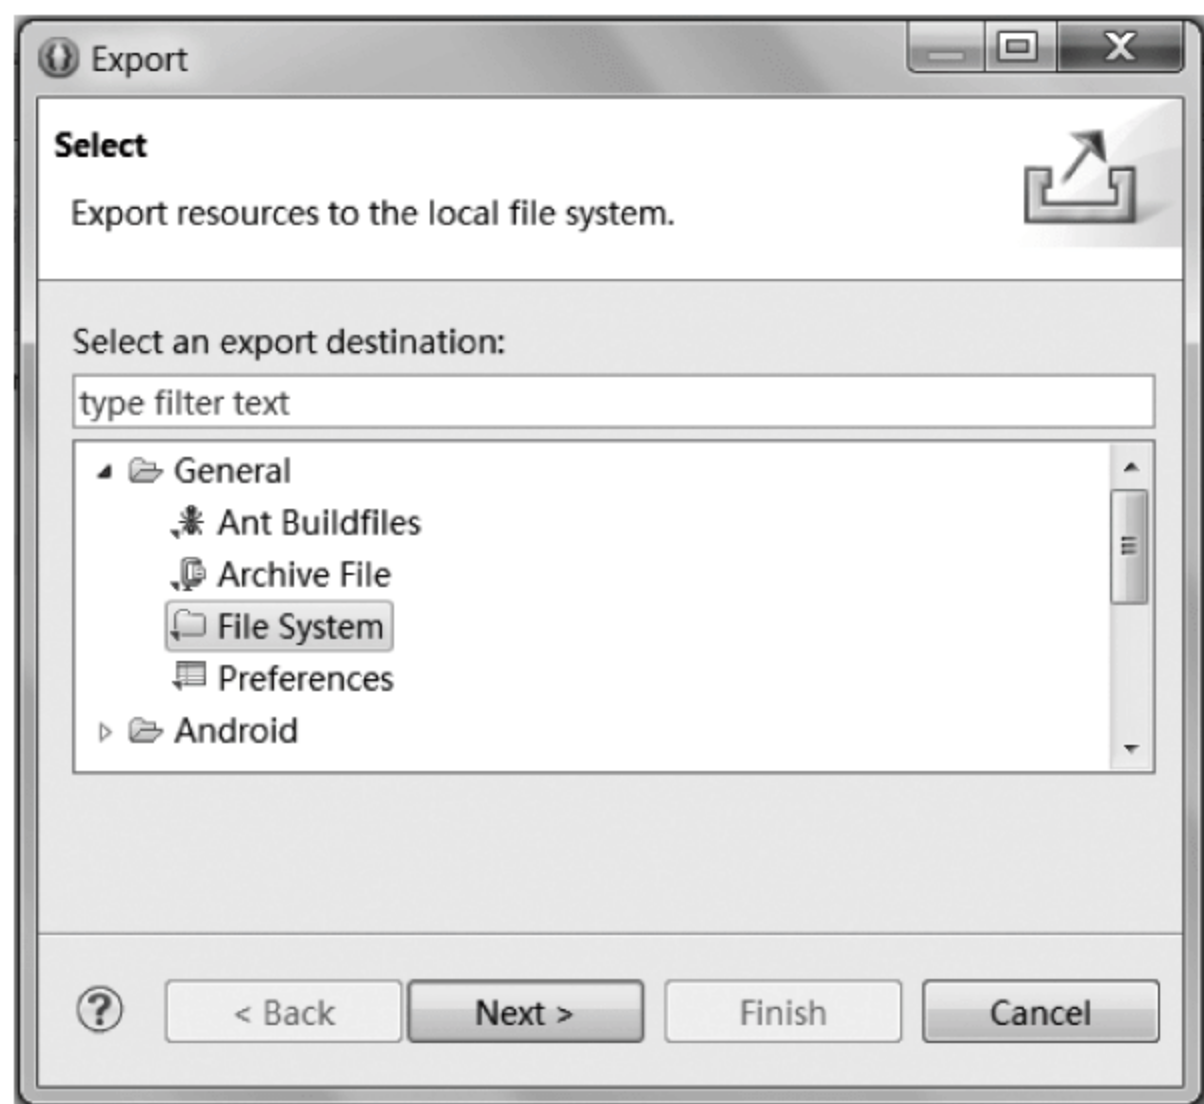 Export
Select
Export resources to the local file system.
Select an export destination:
type filter text
General
Ant Buildfiles
Archive File
File System
Preferences
Android
?
< Back
Next >
Finish
Cancel